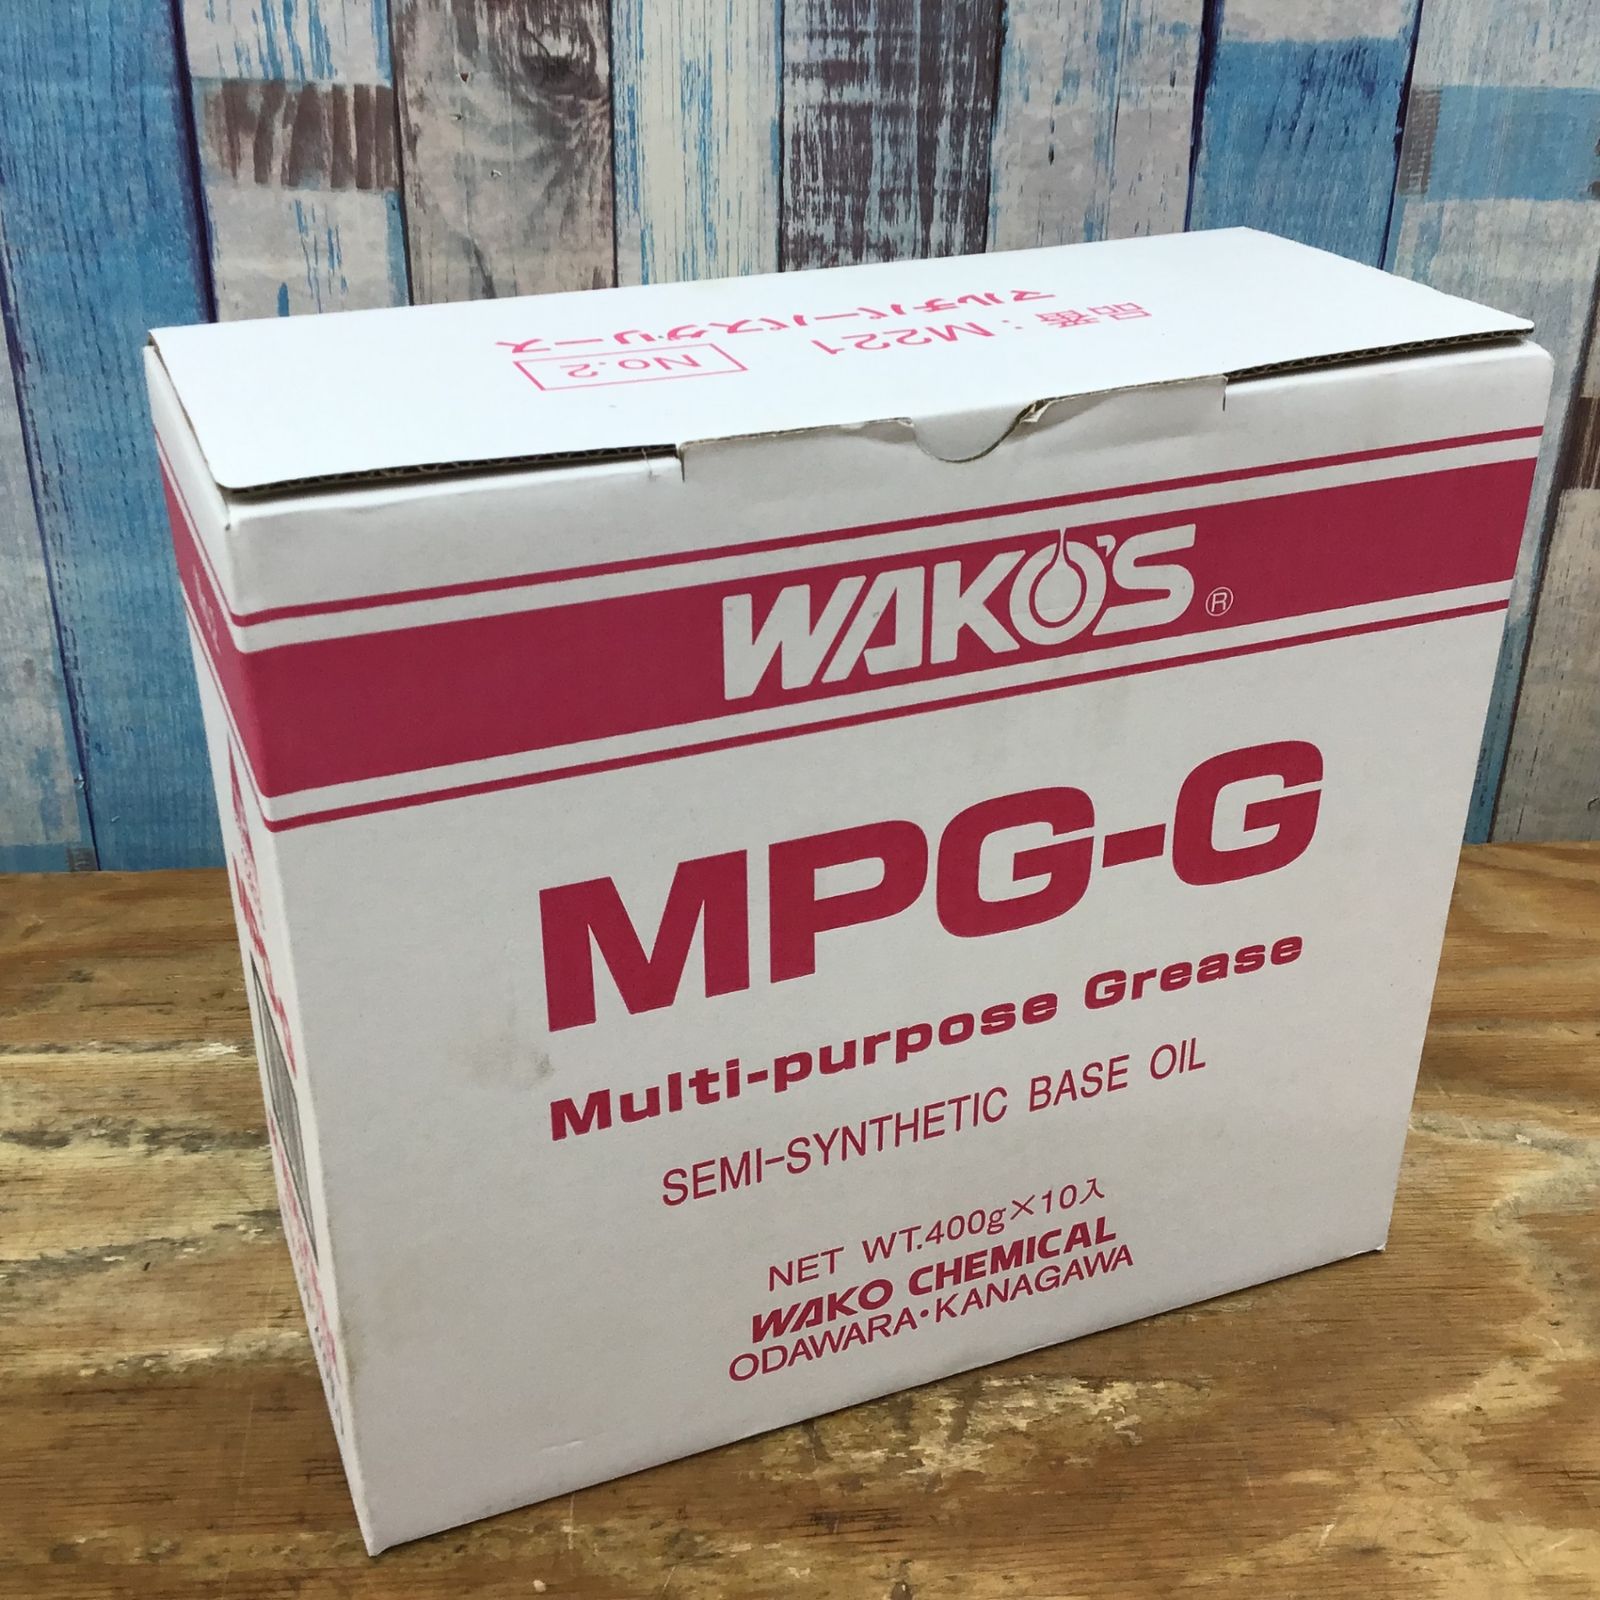 品番:M221
マルチパーパスグリース
No.2
WAKO'S®
MPG-G
Multi-purpose Grease
SEMI-SYNTHETIC BASE OIL
NET WT.400g×10入
WAKO CHEMICAL
ODAWARA・KANAGAWA